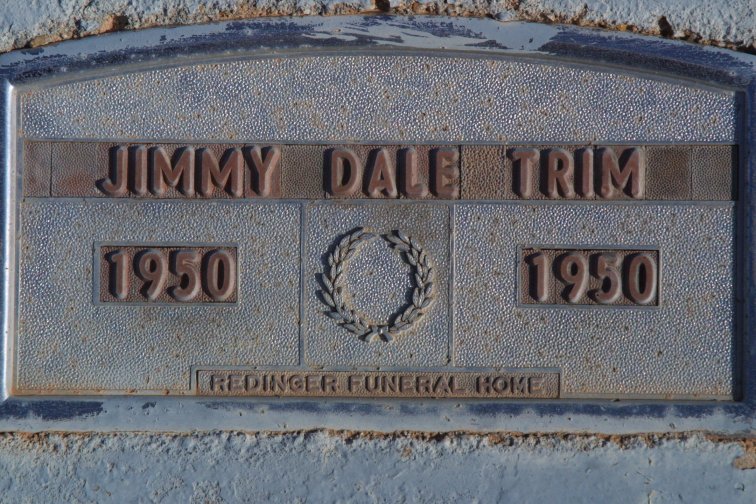 JIMMY DALE TRIM
1950 1950
REDINGER FUNERAL HOME